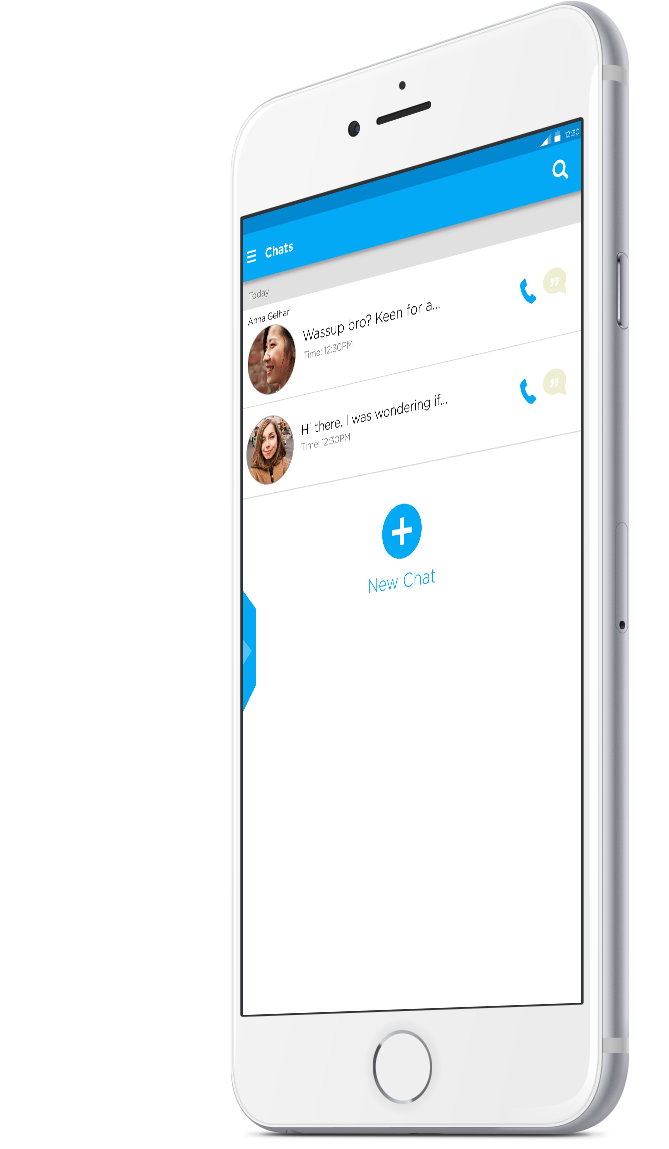 12:30
Chats
Today
Anna Gelhar
Wassup bro? Keen for a...
Time: 12:30PM
Hi there. I was wondering if...
Time: 12:30PM
New Chat